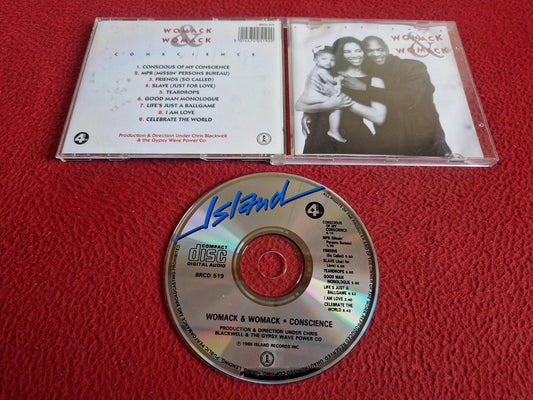 WOMACK
&
WOMACK
CONSCIENCE
1. CONSCIOUS OF MY CONSCIENCE
2. MPB (MISSIN' PERSONS BUREAU)
3. FRIENDS (SO CALLED)
4. SLAVE (JUST FOR LOVE)
5. TEARDROPS
6. GOOD MAN MONOLOGUE
7. LIFE'S JUST A BALLGAME
8. I AM LOVE
9. CELEBRATE THE WORLD
Production & Direction Under Chris Blackwell
& the Gypsy Wave Power Co
4
WOMACK
&
WOMACK
Island
4
COMPACT
disc
DIGITAL AUDIO
BRCD 519
CONSCIOUS
OF MY
CONSCIENCE
MPB (Missin'
Persons Bureau)
FRIENDS
(So Called)
SLAVE (Just for
Love)
TEARDROPS
GOOD MAN
MONOLOGUE
LIFE'S JUST A
BALLGAME
I AM LOVE
CELEBRATE THE
WORLD
WOMACK & WOMACK • CONSCIENCE
PRODUCTION & DIRECTION UNDER CHRIS
BLACKWELL & THE GYPSY WAVE POWER CO
℗ 1988 ISLAND RECORDS INC